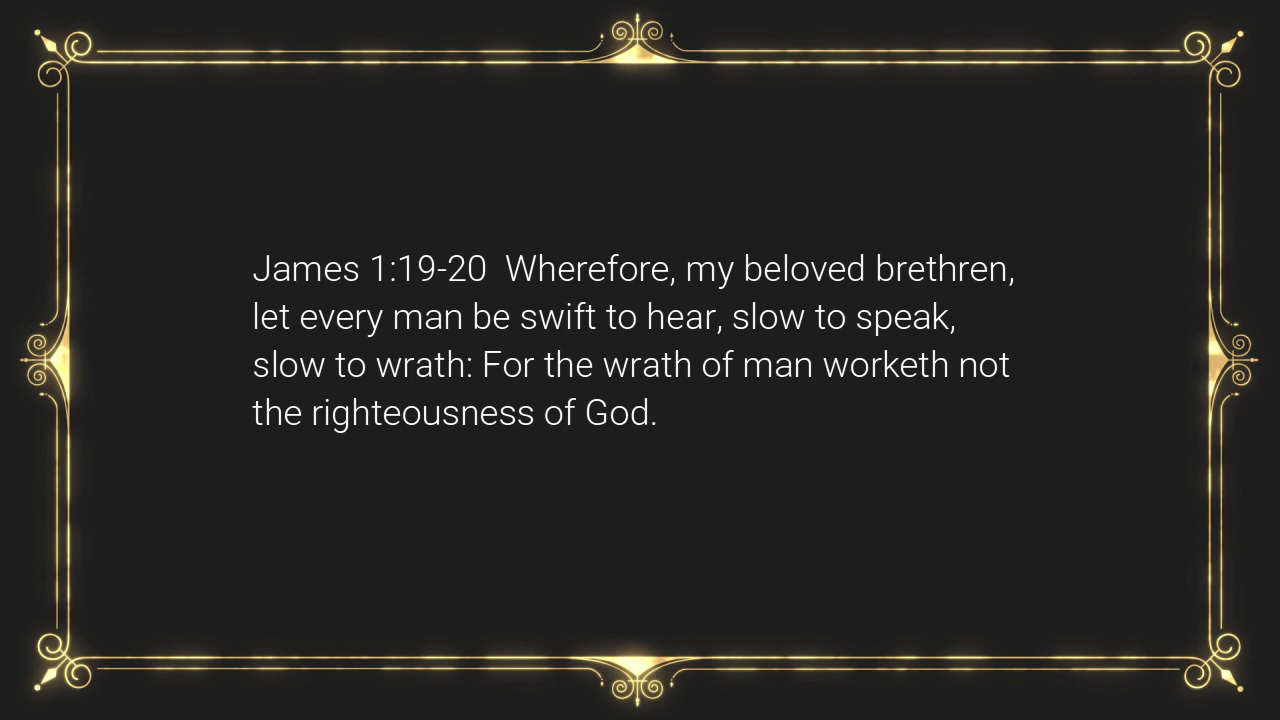 James 1:19-20  Wherefore, my beloved brethren,
let every man be swift to hear, slow to speak,
slow to wrath: For the wrath of man worketh not
the righteousness of God.